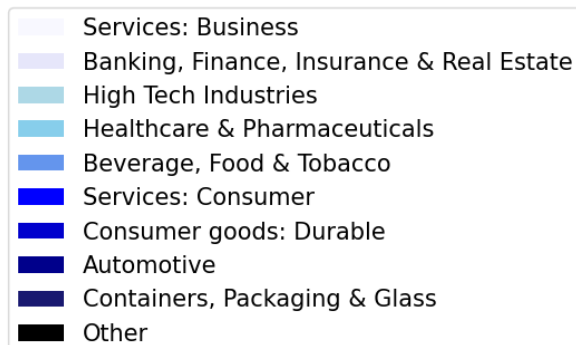 Services: Business
Banking, Finance, Insurance & Real Estate
High Tech Industries
Healthcare & Pharmaceuticals
Beverage, Food & Tobacco
Services: Consumer
Consumer goods: Durable
Automotive
Containers, Packaging & Glass
Other